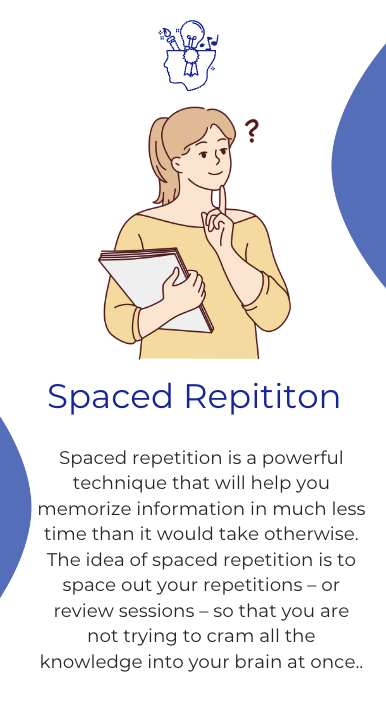 ?
Spaced Repititon
Spaced repetition is a powerful
technique that will help you
memorize information in much less
time than it would take otherwise.
The idea of spaced repetition is to
space out your repetitions – or
review sessions – so that you are
not trying to cram all the
knowledge into your brain at once..